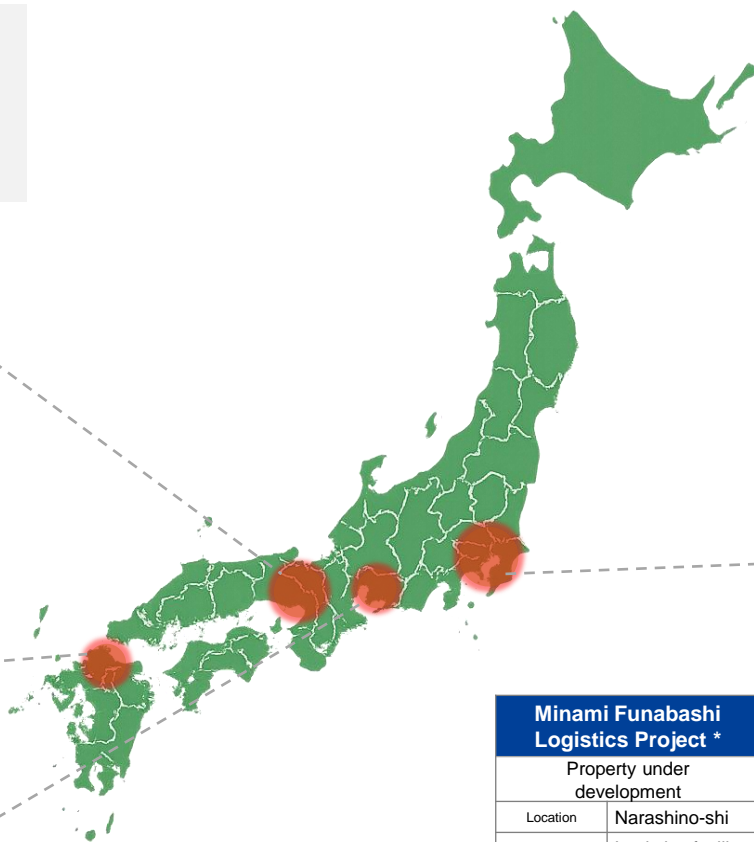 Minami Funabashi
Logistics Project *
Property under
development
Location Narashino-shi